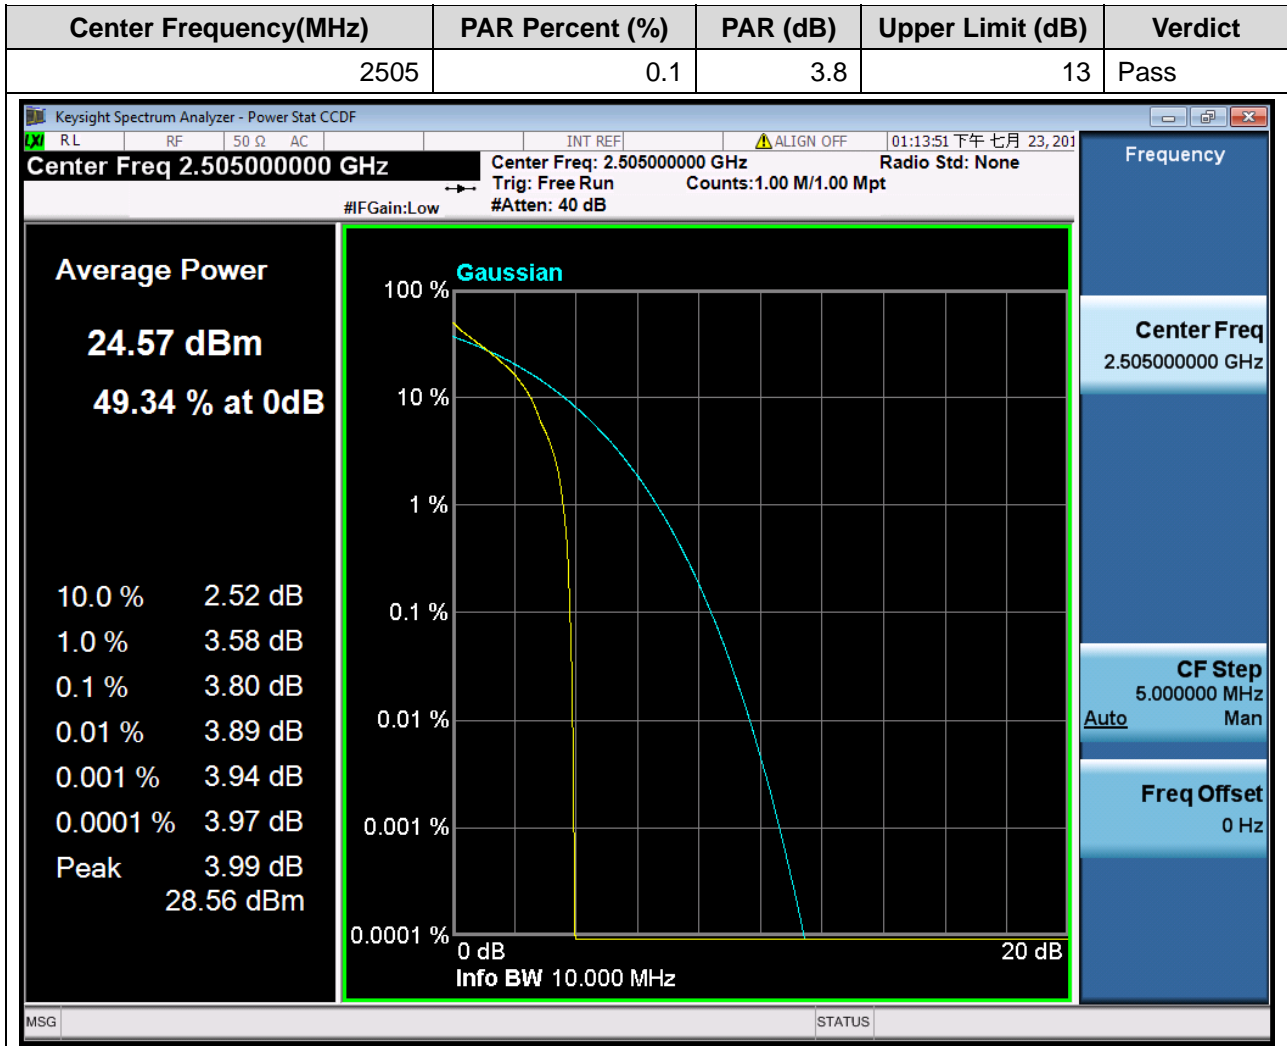 Center Frequency(MHz) PAR Percent (%) PAR (dB) Upper Limit (dB) Verdict
2505 0.1 3.8 13 Pass
Keysight Spectrum Analyzer - Power Stat CCDF
LXI RL RF 50 Ω AC INT REF ALIGN OFF 01:13:51 下午 七月 23, 201
Center Freq 2.505000000 GHz
Center Freq: 2.505000000 GHz Radio Std: None
Trig: Free Run Counts:1.00 M/1.00 Mpt
#IFGain:Low #Atten: 40 dB
Average Power
24.57 dBm
49.34 % at 0dB
10.0 % 2.52 dB
1.0 % 3.58 dB
0.1 % 3.80 dB
0.01 % 3.89 dB
0.001 % 3.94 dB
0.0001 % 3.97 dB
Peak 3.99 dB
28.56 dBm
Gaussian
100 %
10 %
1 %
0.1 %
0.01 %
0.001 %
0.0001 %
0 dB 20 dB
Info BW 10.000 MHz
Frequency
Center Freq
2.505000000 GHz
CF Step
5.000000 MHz
Auto Man
Freq Offset
0 Hz
MSG STATUS